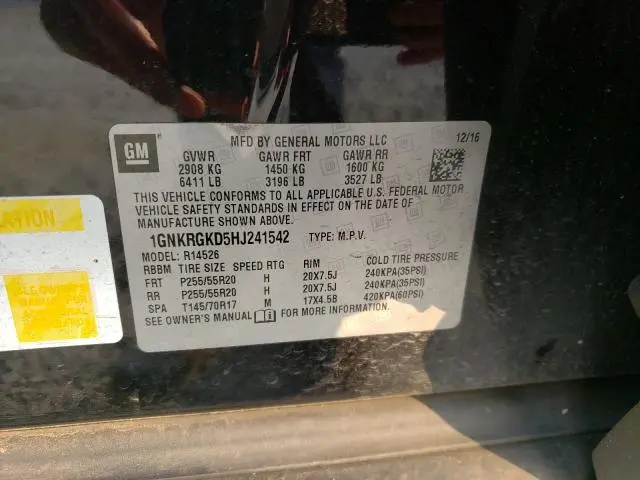 MFD BY GENERAL MOTORS LLC 12/16
GM
GVWR GAWR FRT GAWR RR
2908 KG 1450 KG 1600 KG
6411 LB 3196 LB 3527 LB
THIS VEHICLE CONFORMS TO ALL APPLICABLE U.S. FEDERAL MOTOR
VEHICLE SAFETY STANDARDS IN EFFECT ON THE DATE OF
MANUFACTURE SHOWN ABOVE.
1GNKRGKD5HJ241542 TYPE: M.P.V.
MODEL: R14526
RBBM TIRE SIZE SPEED RTG RIM COLD TIRE PRESSURE
FRT P255/55R20 H 20X7.5J 240KPA(35PSI)
RR P255/55R20 H 20X7.5J 240KPA(35PSI)
SPA T145/70R17 M 17X4.5B 420KPA(60PSI)
SEE OWNER'S MANUAL FOR MORE INFORMATION